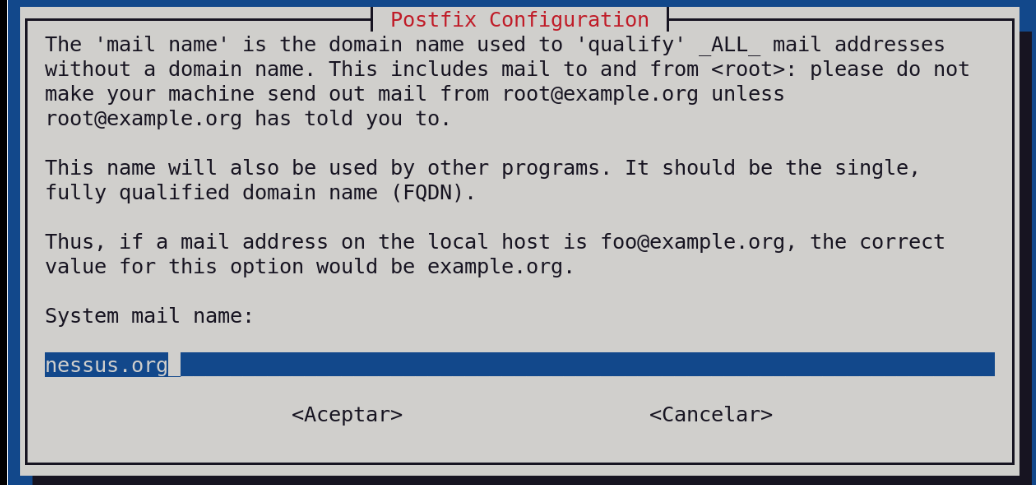 Postfix Configuration
The 'mail name' is the domain name used to 'qualify' _ALL_ mail addresses
without a domain name. This includes mail to and from <root>: please do not
make your machine send out mail from root@example.org unless
root@example.org has told you to.
This name will also be used by other programs. It should be the single,
fully qualified domain name (FQDN).
Thus, if a mail address on the local host is foo@example.org, the correct
value for this option would be example.org.
System mail name:
nessus.org
<Aceptar> <Cancelar>